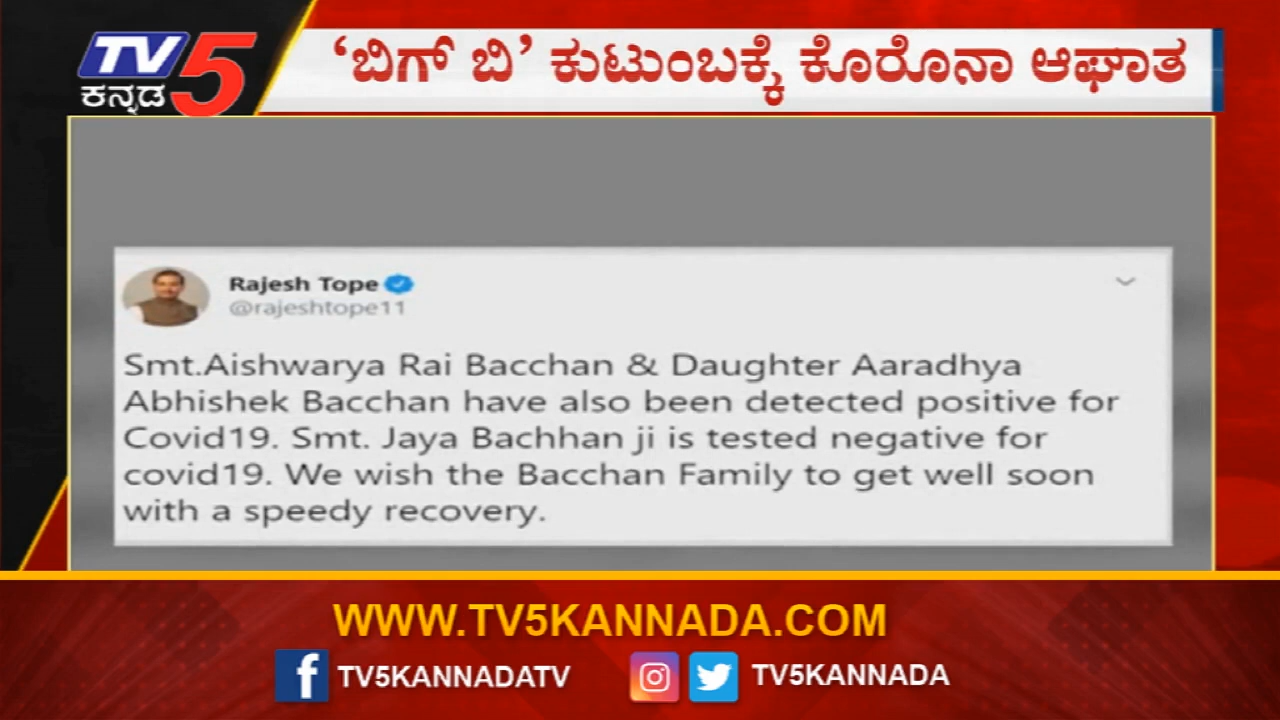 TV5
ಕನ್ನಡ
‘ಬಿಗ್ ಬಿ’ ಕುಟುಂಬಕ್ಕೆ ಕೊರೊನಾ ಆಘಾತ
Rajesh Tope
@rajeshtope11
Smt.Aishwarya Rai Bacchan & Daughter Aaradhya
Abhishek Bacchan have also been detected positive for
Covid19. Smt. Jaya Bachhan ji is tested negative for
covid19. We wish the Bacchan Family to get well soon
with a speedy recovery.
WWW.TV5KANNADA.COM
f TV5KANNADATV
TV5KANNADA